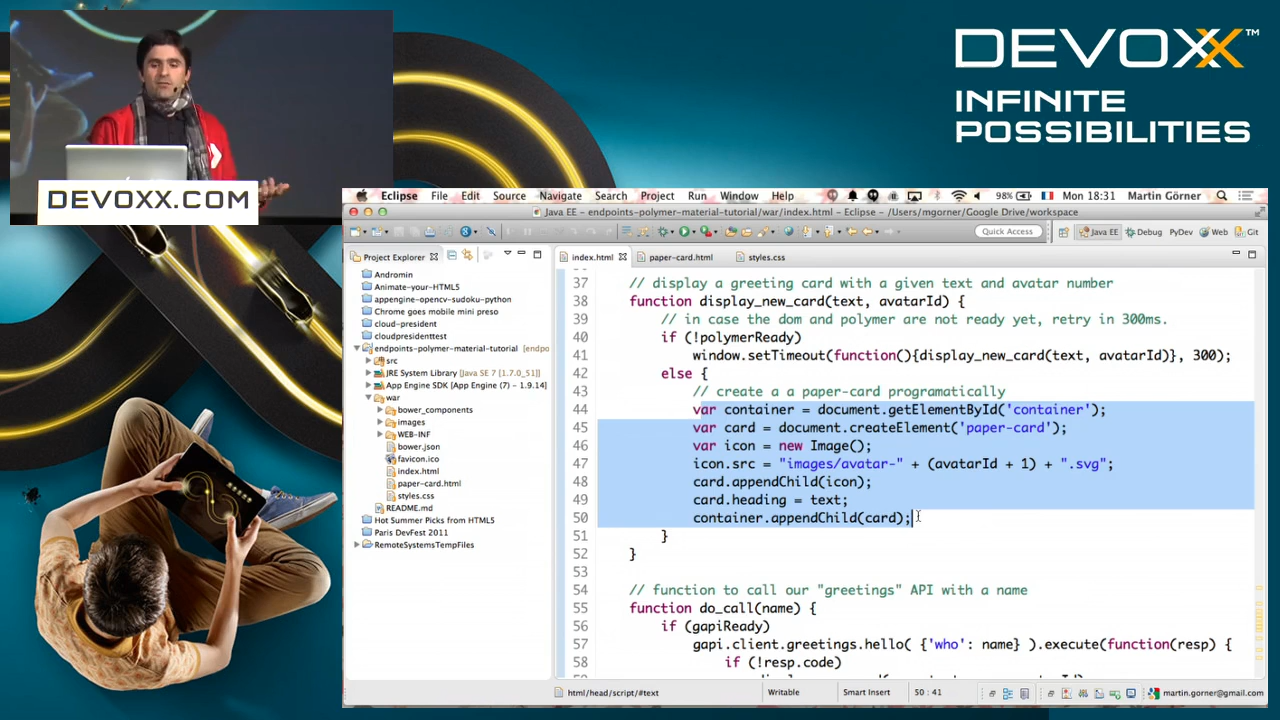 DEVOXX™
INFINITE
POSSIBILITIES
DEVOXX.COM
Eclipse File Edit Source Navigate Search Project Run Window Help 98% Mon 18:31 Martin Görner
Java EE - endpoints-polymer-material-tutorial/war/index.html - Eclipse - /Users/mgorner/Google Drive/workspace
Quick Access Java EE Debug PyDev Web Git
Project Explorer
index.html paper-card.html styles.css
Andromin
Animate-your-HTML5
appengine-opencv-sudoku-python
Chrome goes mobile mini preso
cloud-president
cloudpresidenttest
endpoints-polymer-material-tutorial [endpo
src
JRE System Library [Java SE 7 [1.7.0_51]]
App Engine SDK [App Engine (7) - 1.9.14]
war
bower_components
images
WEB-INF
bower.json
favicon.ico
index.html
paper-card.html
styles.css
README.md
Hot Summer Picks from HTML5
Paris DevFest 2011
RemoteSystemsTempFiles
37 // display a greeting card with a given text and avatar number
38 function display_new_card(text, avatarId) {
39 // in case the dom and polymer are not ready yet, retry in 300ms.
40 if (!polymerReady)
41 window.setTimeout(function(){display_new_card(text, avatarId)}, 300);
42 else {
43 // create a a paper-card programatically
44 var container = document.getElementById('container');
45 var card = document.createElement('paper-card');
46 var icon = new Image();
47 icon.src = "images/avatar-" + (avatarId + 1) + ".svg";
48 card.appendChild(icon);
49 card.heading = text;
50 container.appendChild(card);
51 }
52 }
53
54 // function to call our "greetings" API with a name
55 function do_call(name) {
56 if (gapiReady)
57 gapi.client.greetings.hello( {'who': name} ).execute(function(resp) {
58 if (!resp.code)
html/head/script/#text Writable Smart Insert 50 : 41 martin.gorner@gmail.com